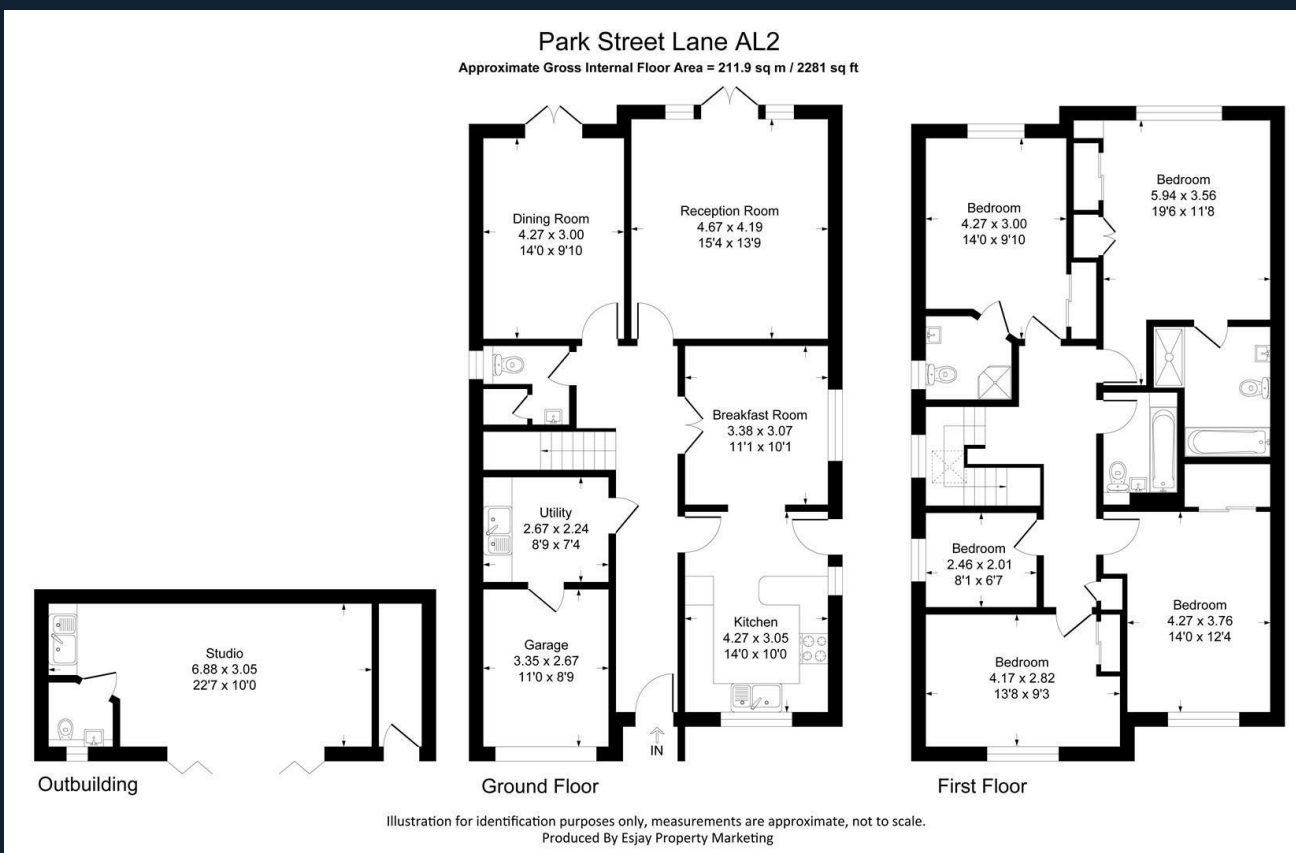 Park Street Lane AL2
Approximate Gross Internal Floor Area = 211.9 sq m / 2281 sq ft
Dining Room
4.27 x 3.00
14'0 x 9'10
Reception Room
4.67 x 4.19
15'4 x 13'9
Breakfast Room
3.38 x 3.07
11'1 x 10'1
Utility
2.67 x 2.24
8'9 x 7'4
Kitchen
4.27 x 3.05
14'0 x 10'0
Garage
3.35 x 2.67
11'0 x 8'9
IN
Ground Floor
Studio
6.88 x 3.05
22'7 x 10'0
Outbuilding
Bedroom
4.27 x 3.00
14'0 x 9'10
Bedroom
5.94 x 3.56
19'6 x 11'8
Bedroom
2.46 x 2.01
8'1 x 6'7
Bedroom
4.27 x 3.76
14'0 x 12'4
Bedroom
4.17 x 2.82
13'8 x 9'3
First Floor
Illustration for identification purposes only, measurements are approximate, not to scale.
Produced By Esjay Property Marketing